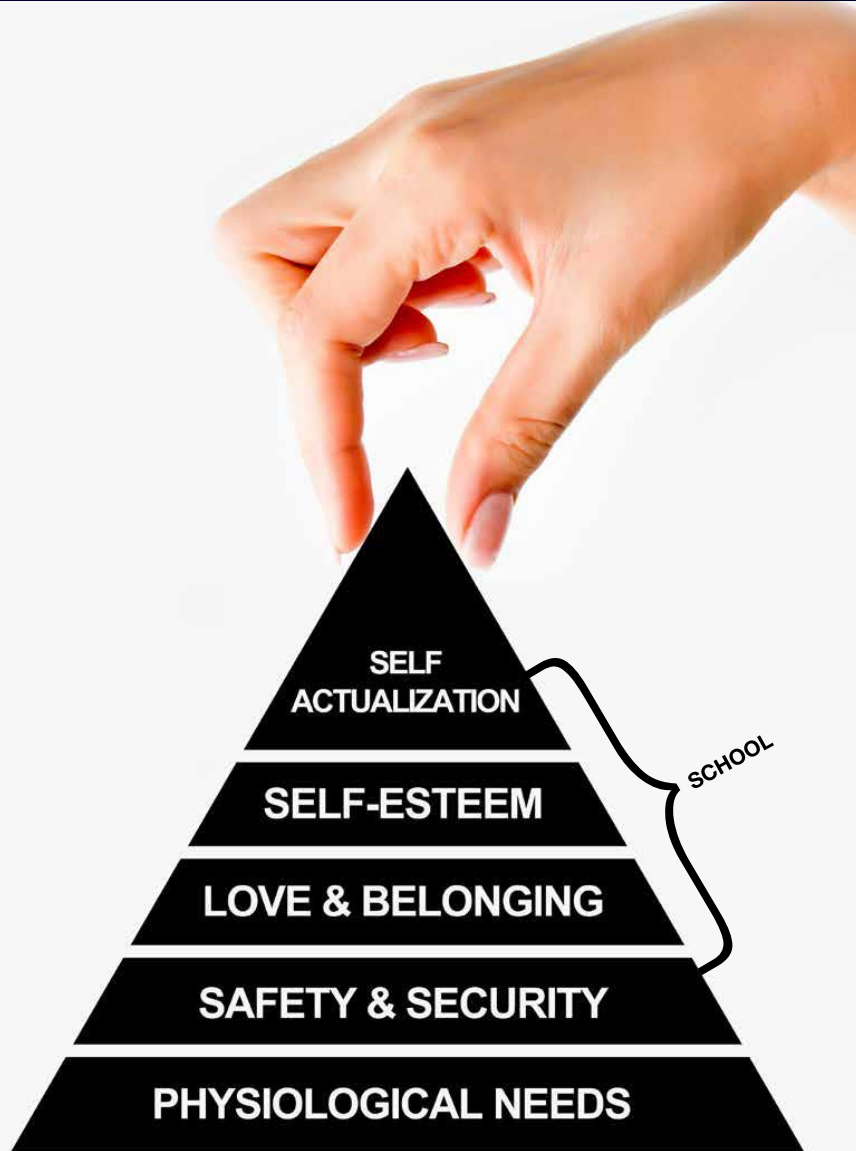 SELF
ACTUALIZATION
SCHOOL
SELF-ESTEEM
LOVE & BELONGING
SAFETY & SECURITY
PHYSIOLOGICAL NEEDS